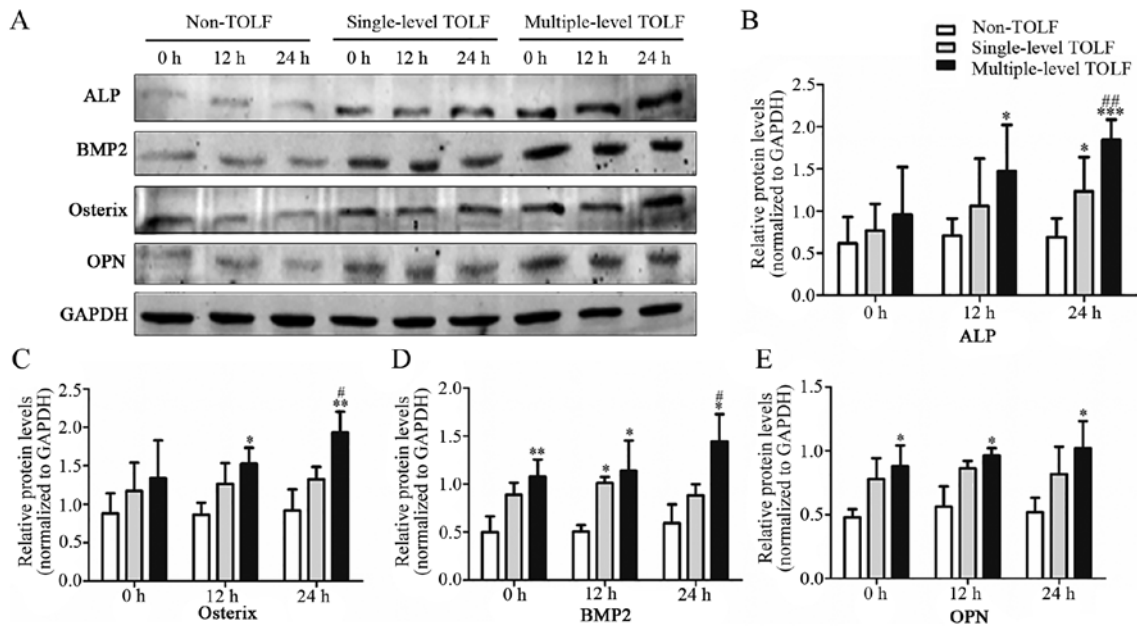 A
Non-TOLF Single-level TOLF Multiple-level TOLF
0 h 12 h 24 h 0 h 12 h 24 h 0 h 12 h 24 h
ALP
BMP2
Osterix
OPN
GAPDH
B
Non-TOLF
Single-level TOLF
Multiple-level TOLF
Relative protein levels
(normalized to GAPDH)
2.5
2.0
1.5
1.0
0.5
0.0
* * ##
***
0 h 12 h 24 h
ALP
C
Relative protein levels
(normalized to GAPDH)
2.5
2.0
1.5
1.0
0.5
0.0
* #
**
0 h 12 h 24 h
Osterix
D
Relative protein levels
(normalized to GAPDH)
2.0
1.5
1.0
0.5
0.0
** * * #
*
0 h 12 h 24 h
BMP2
E
Relative protein levels
(normalized to GAPDH)
1.5
1.0
0.5
0.0
* * *
0 h 12 h 24 h
OPN